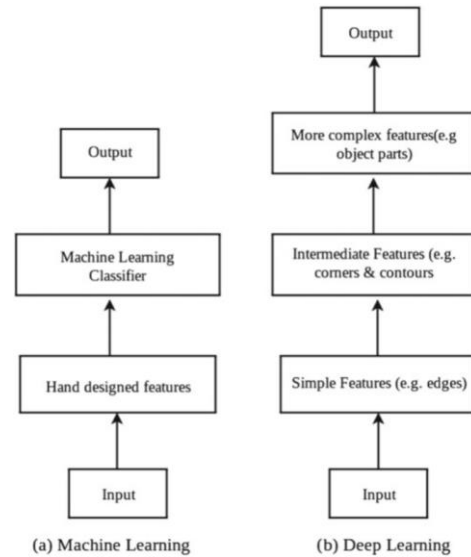 Output
Machine Learning
Classifier
Hand designed features
Input
(a) Machine Learning
Output
More complex features(e.g
object parts)
Intermediate Features (e.g.
corners & contours
Simple Features (e.g. edges)
Input
(b) Deep Learning